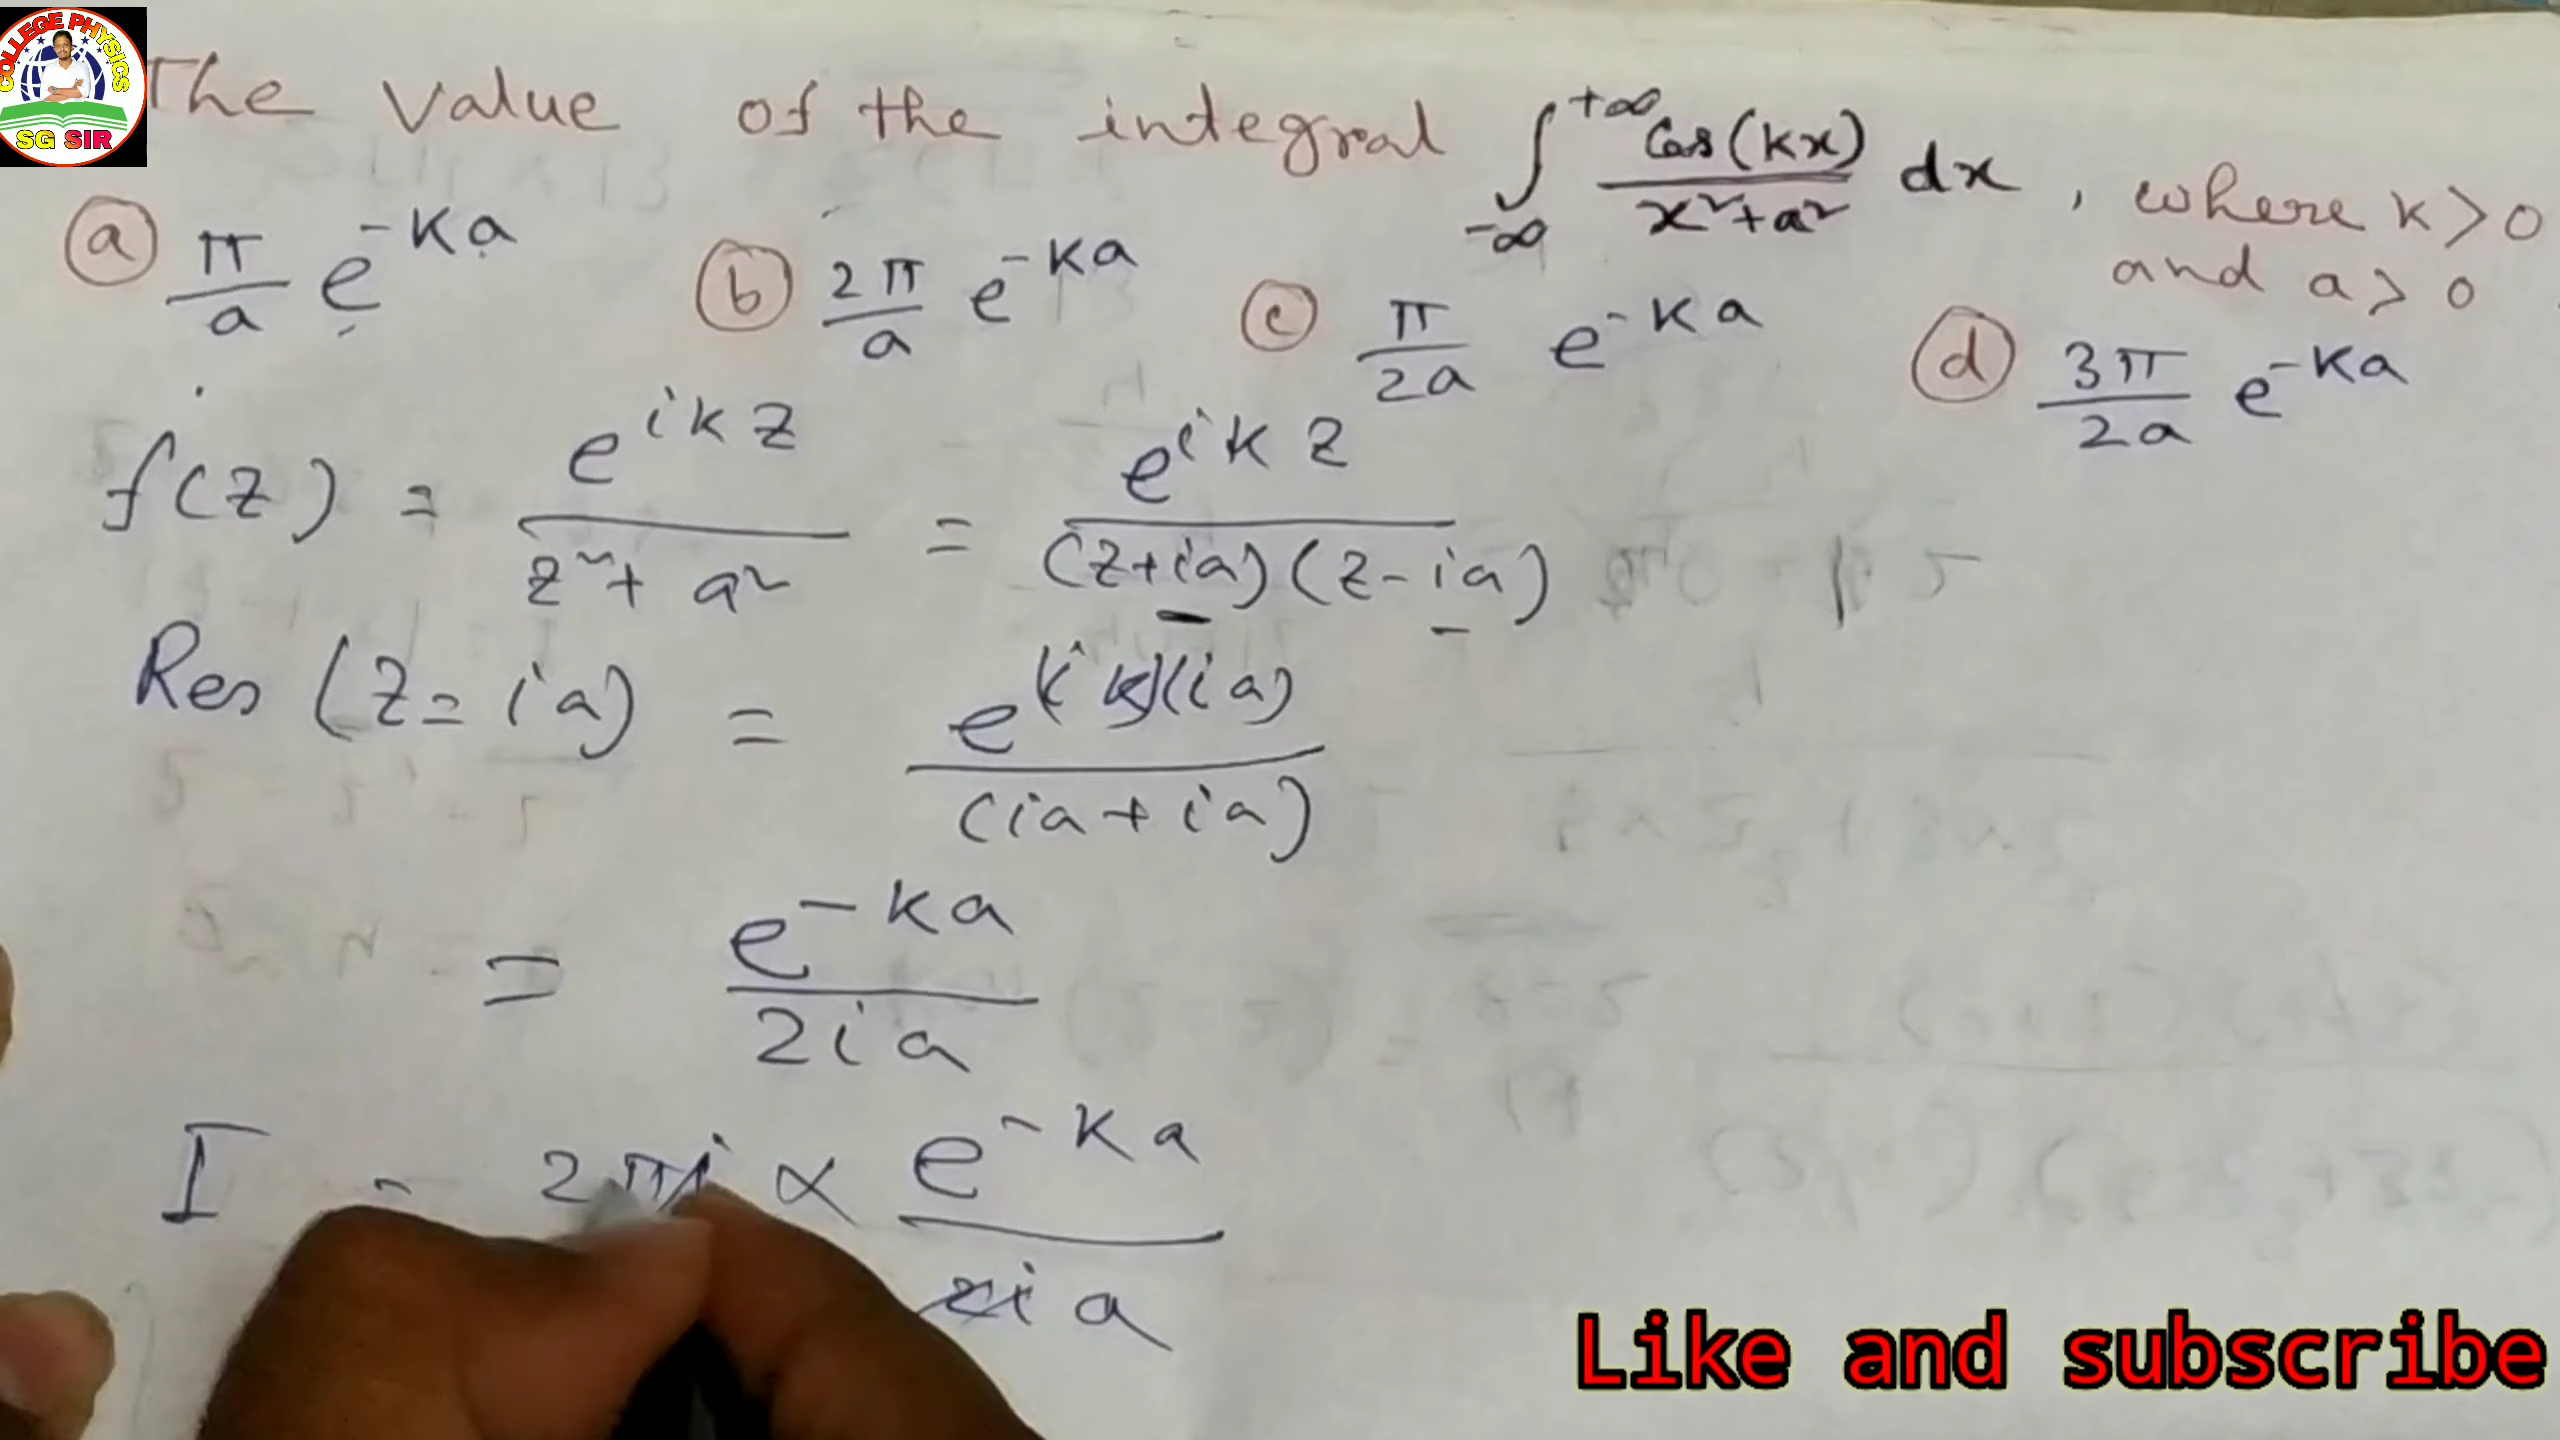 COLLEGE PHYSICS
SG SIR
The value of the integral ∫_{-∞}^{+∞} cos(kx)/(x²+a²) dx, where k>0 and a>0
(a) π/a e^{-ka} (b) 2π/a e^{-ka} (c) π/2a e^{-ka} (d) 3π/2a e^{-ka}
f(z) = e^{ikz}/(z²+a²) = e^{ikz}/((z+ia)(z-ia))
Res (z=ia) = e^{(ik)(ia)}/(ia+ia)
= e^{-ka}/2ia
I = 2πi × e^{-ka}/2ia
Like and subscribe